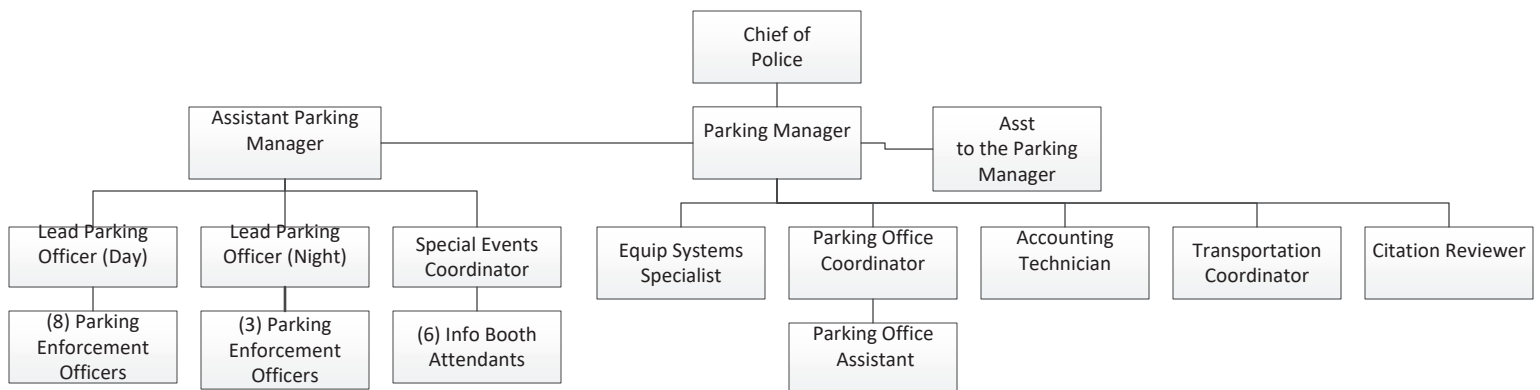 Chief of
Police
Assistant Parking
Manager
Parking Manager
Asst
to the Parking
Manager
Lead Parking
Officer (Day)
Lead Parking
Officer (Night)
Special Events
Coordinator
Equip Systems
Specialist
Parking Office
Coordinator
Accounting
Technician
Transportation
Coordinator
Citation Reviewer
(8) Parking
Enforcement
Officers
(3) Parking
Enforcement
Officers
(6) Info Booth
Attendants
Parking Office
Assistant